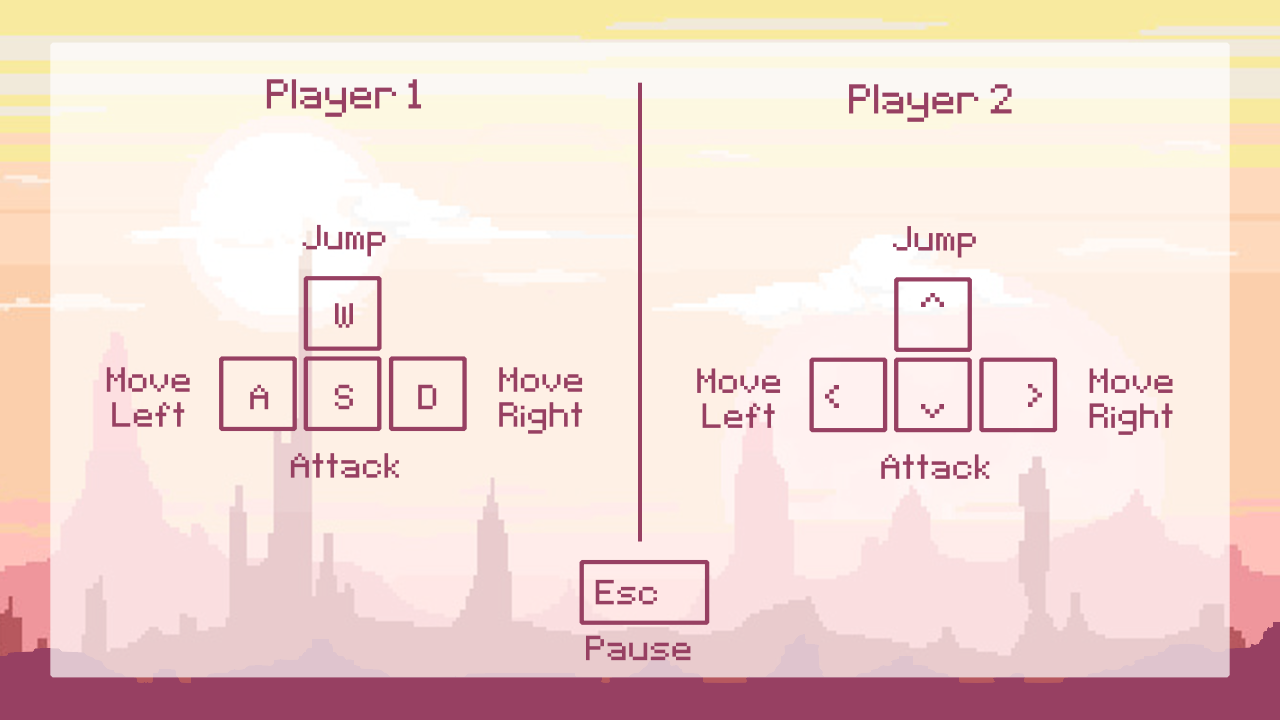 Player 1
Jump
W
Move
Left
A S D
Move
Right
Attack
Player 2
Jump
^
Move
Left
< ⌄ >
Move
Right
Attack
Esc
Pause